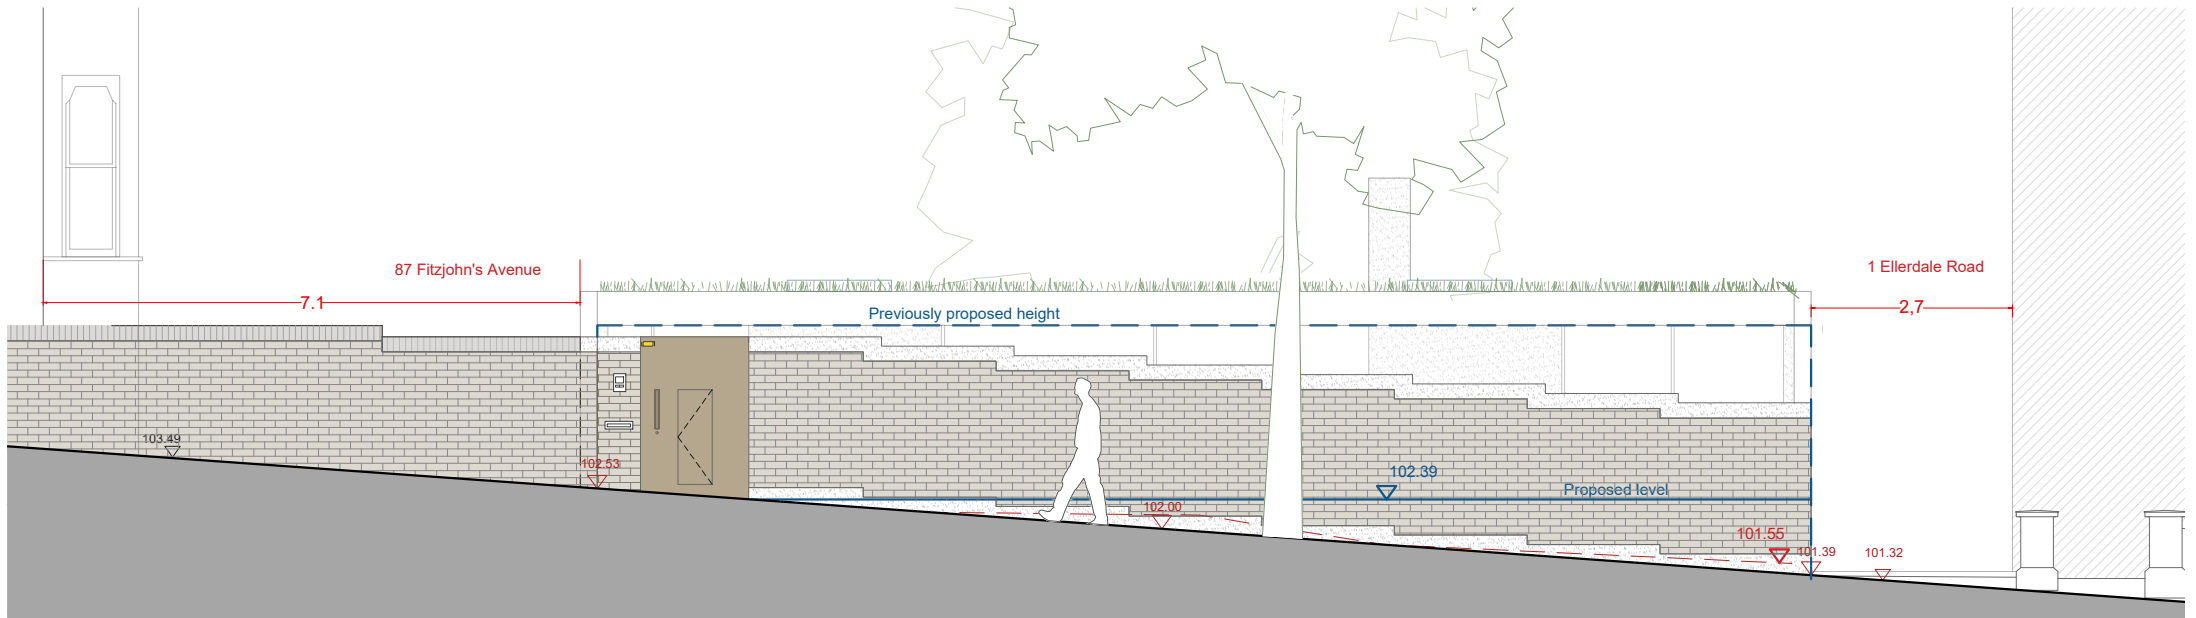 87 Fitzjohn's Avenue
1 Ellerdale Road
7.1
2,7
Previously proposed height
103.49
102.53
102.39
Proposed level
102.00
101.55
101.39
101.32